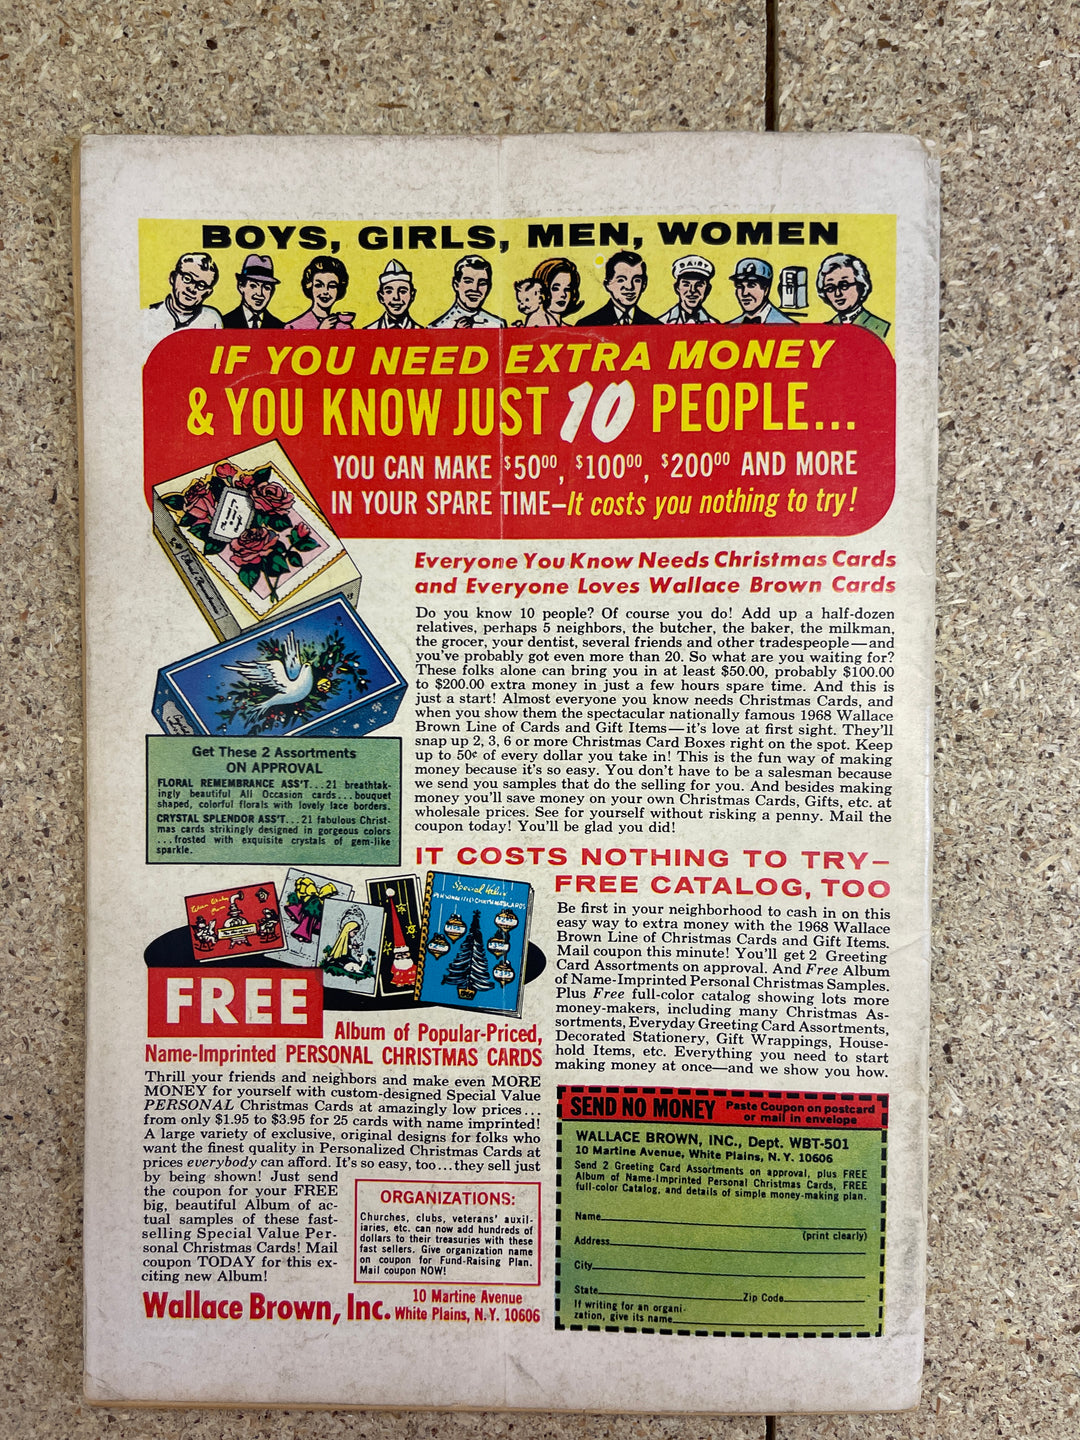 BOYS, GIRLS, MEN, WOMEN
DAIRY
IF YOU NEED EXTRA MONEY
& YOU KNOW JUST 10 PEOPLE...
YOU CAN MAKE $50⁰⁰, $100⁰⁰, $200⁰⁰ AND MORE
IN YOUR SPARE TIME—It costs you nothing to try!
Everyone You Know Needs Christmas Cards
and Everyone Loves Wallace Brown Cards
Do you know 10 people? Of course you do! Add up a half-dozen
relatives, perhaps 5 neighbors, the butcher, the baker, the milkman,
the grocer, your dentist, several friends and other tradespeople—and
you've probably got even more than 20. So what are you waiting for?
These folks alone can bring you in at least $50.00, probably $100.00
to $200.00 extra money in just a few hours spare time. And this is
just a start! Almost everyone you know needs Christmas Cards, and
when you show them the spectacular nationally famous 1968 Wallace
Brown Line of Cards and Gift Items—it's love at first sight. They'll
snap up 2, 3, 6 or more Christmas Card Boxes right on the spot. Keep
up to 50¢ of every dollar you take in! This is the fun way of making
money because it's so easy. You don't have to be a salesman because
we send you samples that do the selling for you. And besides making
money you'll save money on your own Christmas Cards, Gifts, etc. at
wholesale prices. See for yourself without risking a penny. Mail the
coupon today! You'll be glad you did!
Get These 2 Assortments
ON APPROVAL
FLORAL REMEMBRANCE ASS'T...21 breathtak-
ingly beautiful All Occasion cards...bouquet
shaped, colorful florals with lovely lace borders.
CRYSTAL SPLENDOR ASS'T...21 fabulous Christ-
mas cards strikingly designed in gorgeous colors
...frosted with exquisite crystals of gem-like
sparkle.
IT COSTS NOTHING TO TRY—
FREE CATALOG, TOO
Be first in your neighborhood to cash in on this
easy way to extra money with the 1968 Wallace
Brown Line of Christmas Cards and Gift Items.
Mail coupon this minute! You'll get 2 Greeting
Card Assortments on approval. And Free Album
of Name-Imprinted Personal Christmas Samples.
Plus Free full-color catalog showing lots more
money-makers, including many Christmas As-
sortments, Everyday Greeting Card Assortments,
Decorated Stationery, Gift Wrappings, House-
hold Items, etc. Everything you need to start
making money at once—and we show you how.
Special Value
PERSONALIZED CHRISTMAS CARDS
FREE
Album of Popular-Priced,
Name-Imprinted PERSONAL CHRISTMAS CARDS
Thrill your friends and neighbors and make even MORE
MONEY for yourself with custom-designed Special Value
PERSONAL Christmas Cards at amazingly low prices...
from only $1.95 to $3.95 for 25 cards with name imprinted!
A large variety of exclusive, original designs for folks who
want the finest quality in Personalized Christmas Cards at
prices everybody can afford. It's so easy, too...they sell just
by being shown! Just send
the coupon for your FREE
big, beautiful Album of ac-
tual samples of these fast-
selling Special Value Per-
sonal Christmas Cards! Mail
coupon TODAY for this ex-
citing new Album!
ORGANIZATIONS:
Churches, clubs, veterans' auxil-
iaries, etc. can now add hundreds of
dollars to their treasuries with these
fast sellers. Give organization name
on coupon for Fund-Raising Plan.
Mail coupon NOW!
Wallace Brown, Inc. 10 Martine Avenue
White Plains, N.Y. 10606
SEND NO MONEY Paste Coupon on postcard
or mail in envelope
WALLACE BROWN, INC., Dept. WBT-501
10 Martine Avenue, White Plains, N. Y. 10606
Send 2 Greeting Card Assortments on approval, plus FREE
Album of Name-Imprinted Personal Christmas Cards, FREE
full-color Catalog, and details of simple money-making plan.
Name
(print clearly)
Address
City
State Zip Code
If writing for an organi-
zation, give its name